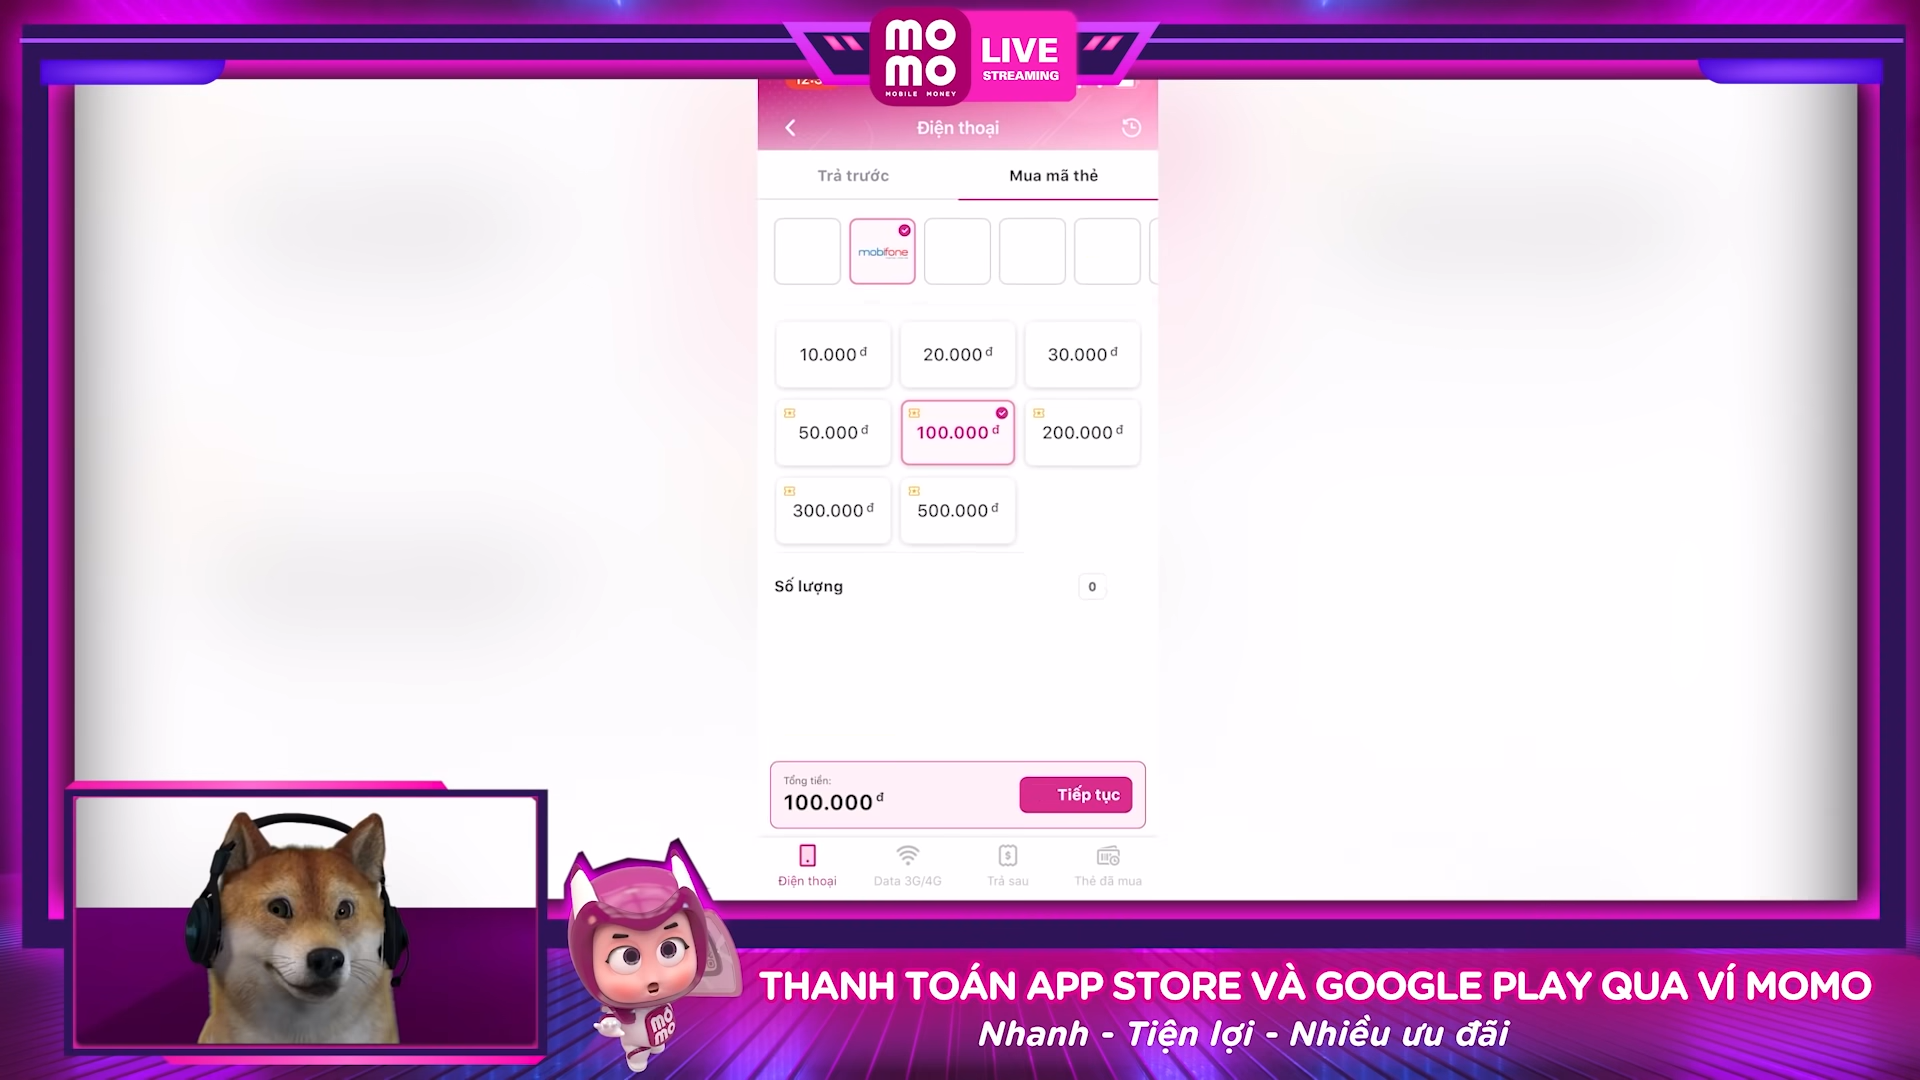 MOMO
MOBILE MONEY
LIVE
STREAMING
Điện thoại
Trả trước
Mua mã thẻ
mobifone
10.000đ
20.000đ
30.000đ
50.000đ
100.000đ
200.000đ
300.000đ
500.000đ
Số lượng
0
Tổng tiền:
100.000đ
Tiếp tục
Điện thoại
Data 3G/4G
Trả sau
Thẻ đã mua
MOMO
THANH TOÁN APP STORE VÀ GOOGLE PLAY QUA VÍ MOMO
Nhanh - Tiện lợi - Nhiều ưu đãi